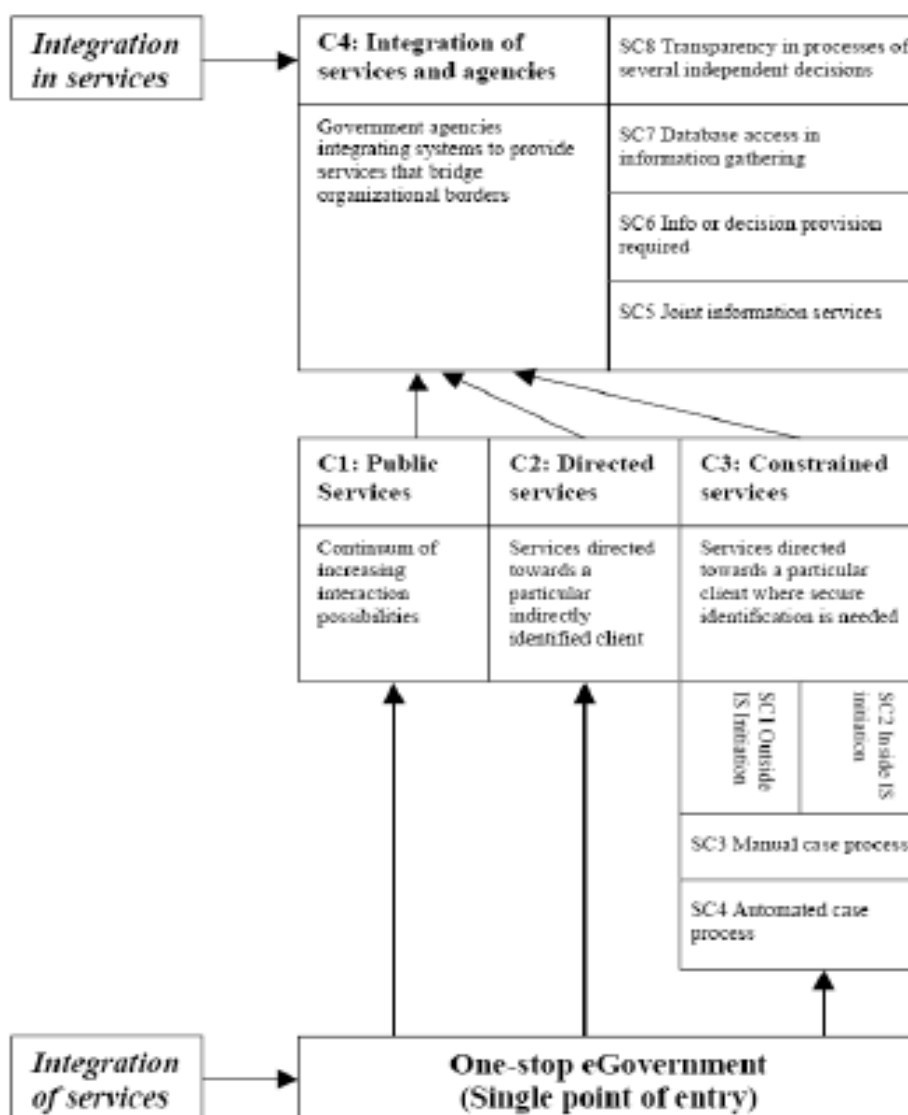 Integration
in services
C4: Integration of
services and agencies
Government agencies
integrating systems to provide
services that bridge
organizational borders
SC8 Transparency in processes of
several independent decisions
SC7 Database access in
information gathering
SC6 Info or decision provision
required
SC5 Joint information services
C1: Public
Services
Continuum of
increasing
interaction
possibilities
C2: Directed
services
Services directed
towards a
particular
indirectly
identified client
C3: Constrained
services
Services directed
towards a particular
client where secure
identification is needed
SC1 Outside
IS Initiation
SC2 Inside IS
initiation
SC3 Manual case process
SC4 Automated case
process
Integration
of services
One-stop eGovernment
(Single point of entry)